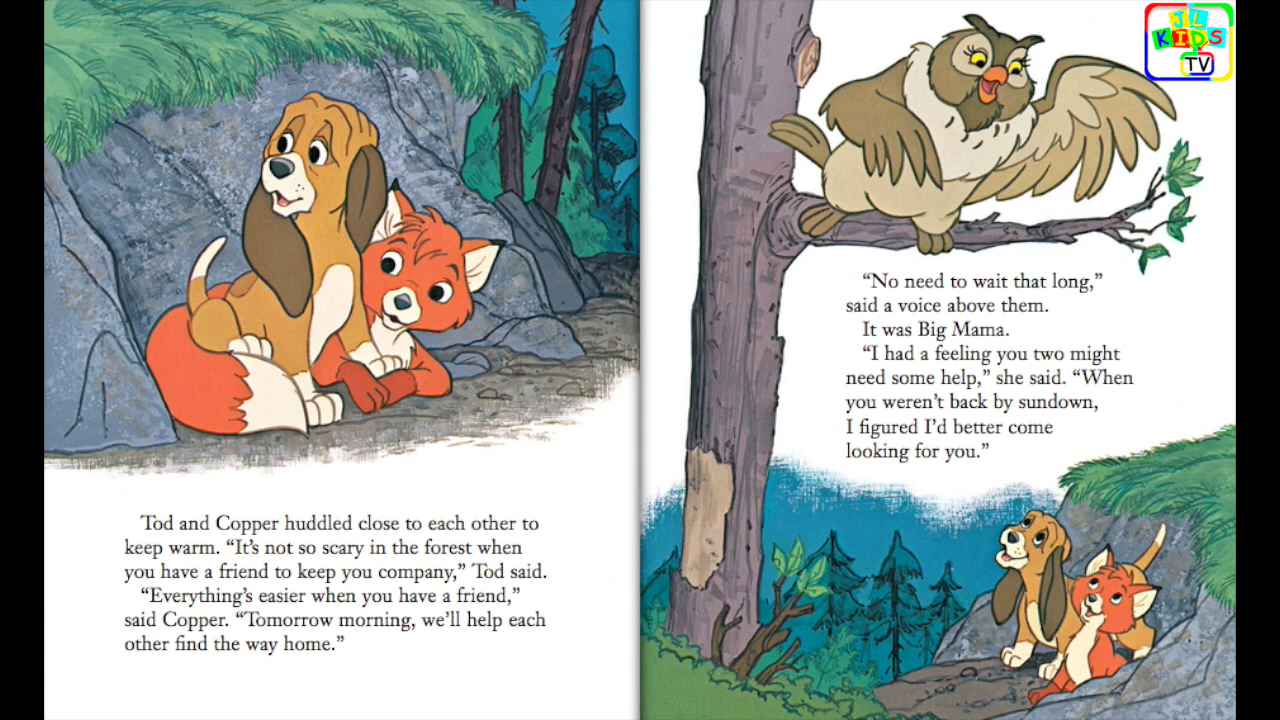 JL
KIDS
TV
Tod and Copper huddled close to each other to
keep warm. “It’s not so scary in the forest when
you have a friend to keep you company,” Tod said.
“Everything’s easier when you have a friend,”
said Copper. “Tomorrow morning, we’ll help each
other find the way home.”
“No need to wait that long,”
said a voice above them.
It was Big Mama.
“I had a feeling you two might
need some help,” she said. “When
you weren’t back by sundown,
I figured I’d better come
looking for you.”